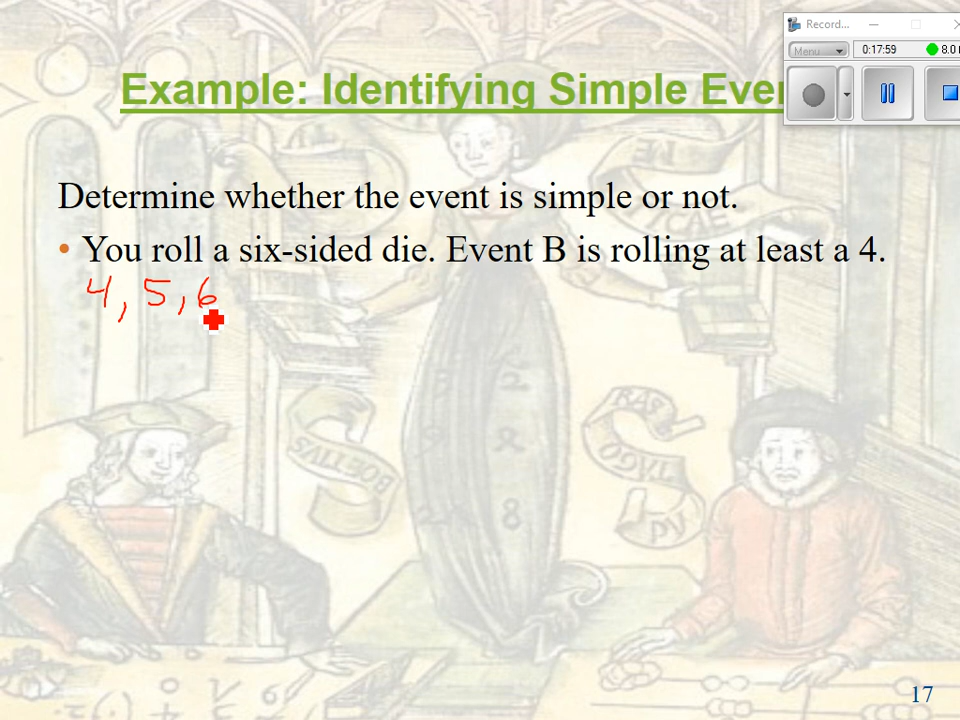 Record...
Menu
0:17:59
8.0
Example: Identifying Simple
Determine whether the event is simple or not.
• You roll a six-sided die. Event B is rolling at least a 4.
4, 5, 6
BOETIVS
17